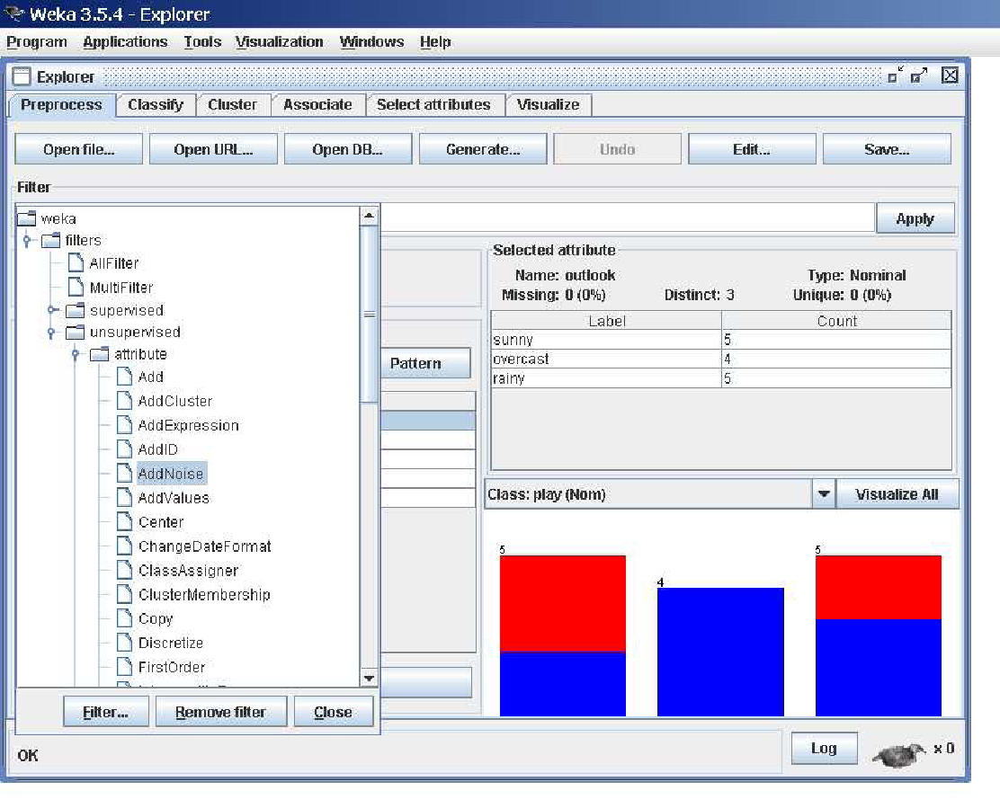 Weka 3.5.4 - Explorer
Program Applications Tools Visualization Windows Help
Explorer
Preprocess Classify Cluster Associate Select attributes Visualize
Open file... Open URL... Open DB... Generate... Undo Edit... Save...
Filter
weka
filters
AllFilter
MultiFilter
supervised
unsupervised
attribute
Add
AddCluster
AddExpression
AddID
AddNoise
AddValues
Center
ChangeDateFormat
ClassAssigner
ClusterMembership
Copy
Discretize
FirstOrder
Filter... Remove filter Close
Apply
Pattern
Selected attribute
Name: outlook Type: Nominal
Missing: 0 (0%) Distinct: 3 Unique: 0 (0%)
Label Count
sunny 5
overcast 4
rainy 5
Class: play (Nom) Visualize All
5 4 5
OK Log x 0